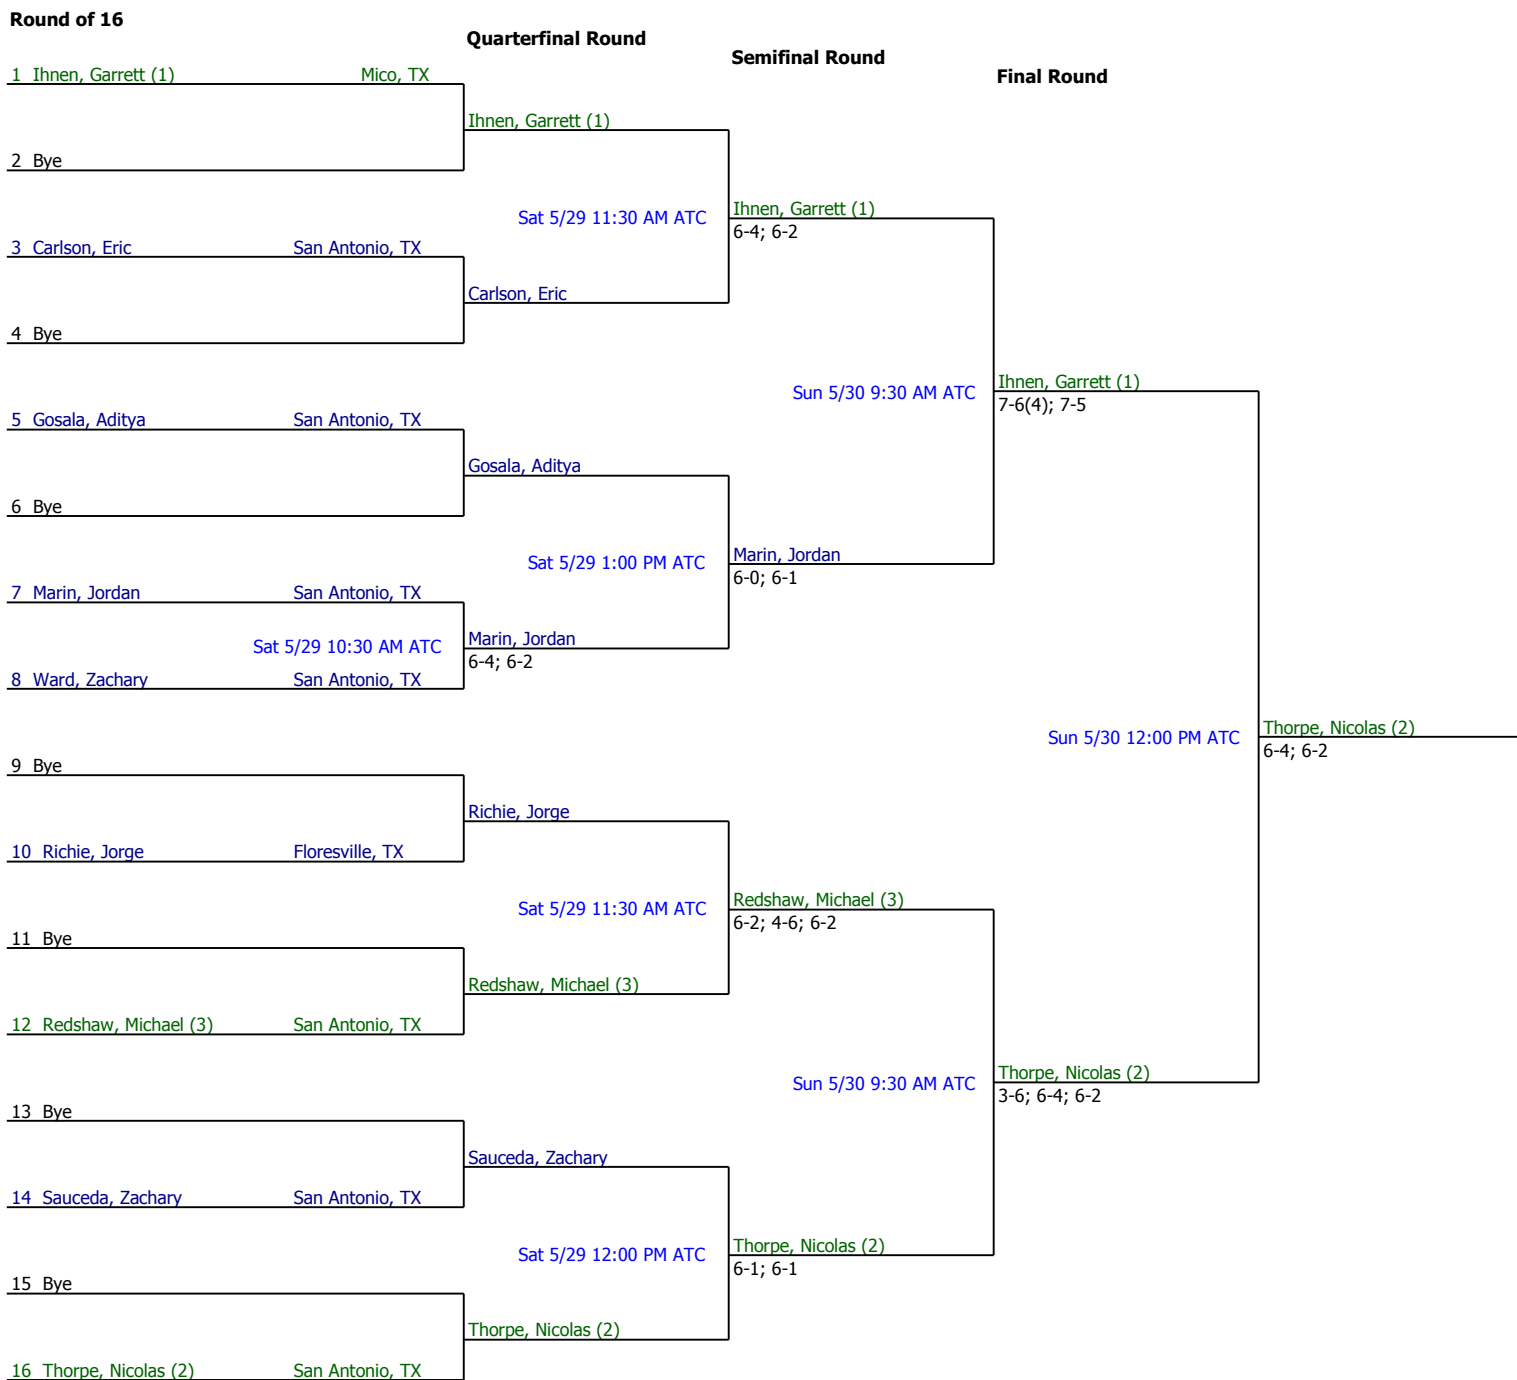 Round of 16
Quarterfinal Round
Semifinal Round
Final Round
1 Ihnen, Garrett (1) Mico, TX
Ihnen, Garrett (1)
2 Bye
Sat 5/29 11:30 AM ATC
Ihnen, Garrett (1)
6-4; 6-2
3 Carlson, Eric San Antonio, TX
Carlson, Eric
4 Bye
Sun 5/30 9:30 AM ATC
Ihnen, Garrett (1)
7-6(4); 7-5
5 Gosala, Aditya San Antonio, TX
Gosala, Aditya
6 Bye
Sat 5/29 1:00 PM ATC
Marin, Jordan
6-0; 6-1
7 Marin, Jordan San Antonio, TX
Sat 5/29 10:30 AM ATC
Marin, Jordan
6-4; 6-2
8 Ward, Zachary San Antonio, TX
Sun 5/30 12:00 PM ATC
Thorpe, Nicolas (2)
6-4; 6-2
9 Bye
Richie, Jorge
10 Richie, Jorge Floresville, TX
Sat 5/29 11:30 AM ATC
Redshaw, Michael (3)
6-2; 4-6; 6-2
11 Bye
Redshaw, Michael (3)
12 Redshaw, Michael (3) San Antonio, TX
Sun 5/30 9:30 AM ATC
Thorpe, Nicolas (2)
3-6; 6-4; 6-2
13 Bye
Sauceda, Zachary
14 Sauceda, Zachary San Antonio, TX
Sat 5/29 12:00 PM ATC
Thorpe, Nicolas (2)
6-1; 6-1
15 Bye
Thorpe, Nicolas (2)
16 Thorpe, Nicolas (2) San Antonio, TX